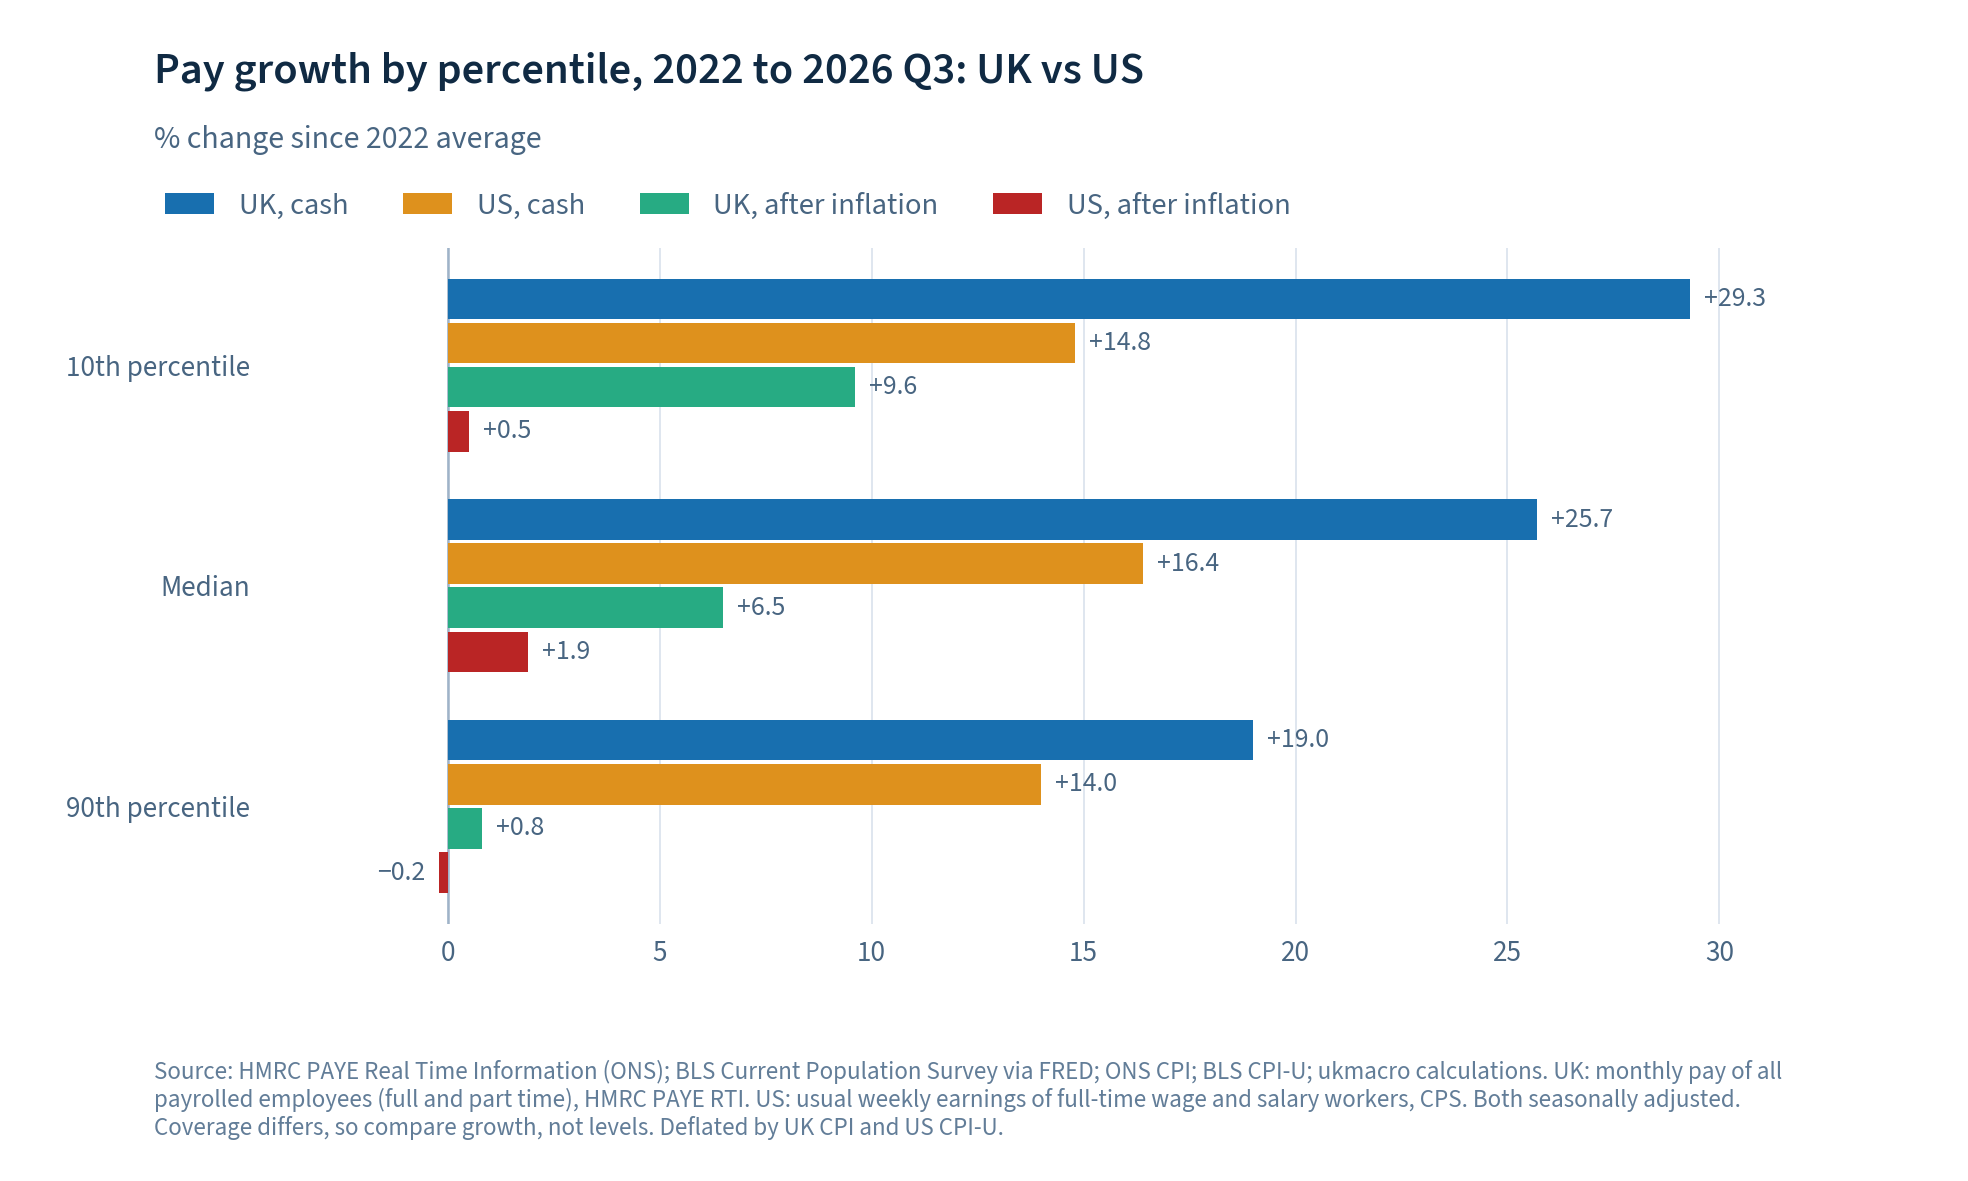 Pay growth by percentile, 2022 to 2026 Q3: UK vs US
% change since 2022 average
UK, cash
US, cash
UK, after inflation
US, after inflation
10th percentile
+29.3
+14.8
+9.6
+0.5
Median
+25.7
+16.4
+6.5
+1.9
90th percentile
+19.0
+14.0
+0.8
−0.2
0
5
10
15
20
25
30
Source: HMRC PAYE Real Time Information (ONS); BLS Current Population Survey via FRED; ONS CPI; BLS CPI-U; ukmacro calculations. UK: monthly pay of all
payrolled employees (full and part time), HMRC PAYE RTI. US: usual weekly earnings of full-time wage and salary workers, CPS. Both seasonally adjusted.
Coverage differs, so compare growth, not levels. Deflated by UK CPI and US CPI-U.